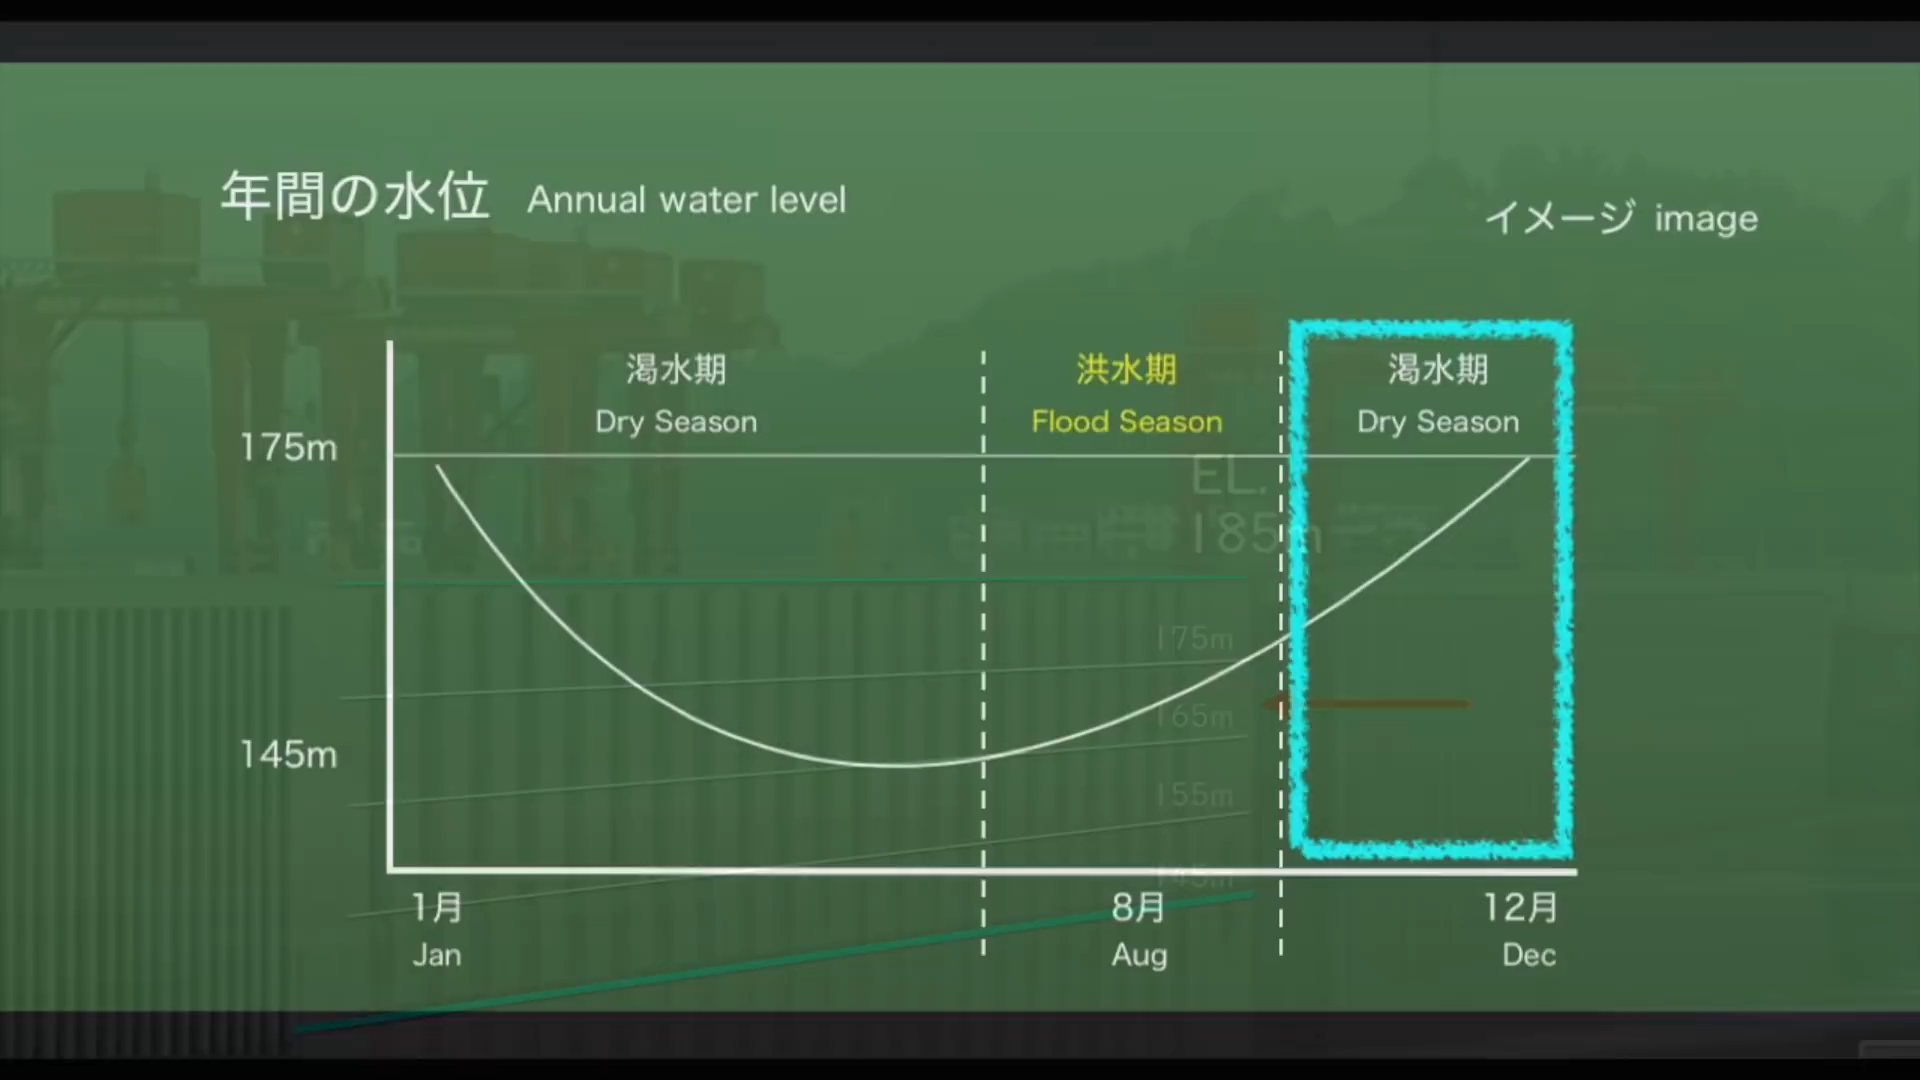 年間の水位 Annual water level
イメージ image
渇水期
Dry Season
洪水期
Flood Season
渇水期
Dry Season
175m
145m
EL.
185m
175m
165m
155m
145m
1月
Jan
8月
Aug
12月
Dec